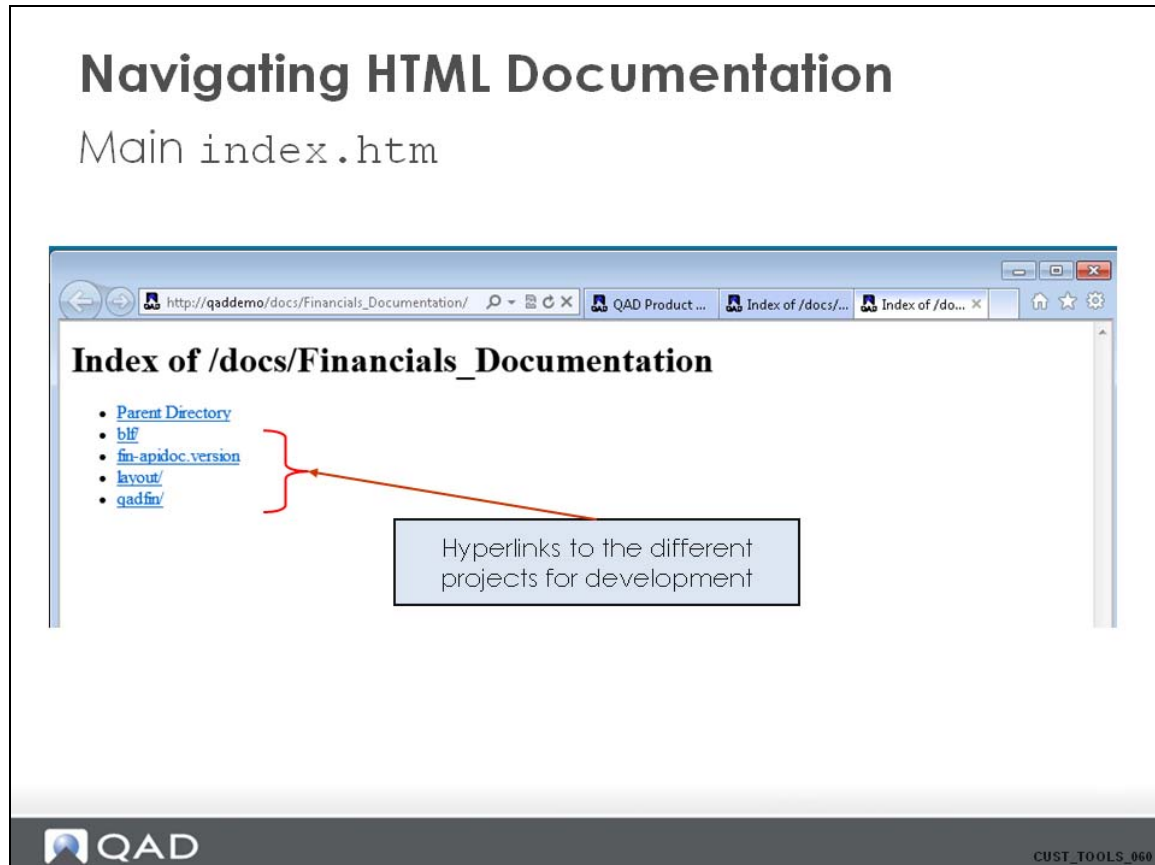 Navigating HTML Documentation
Main index.htm
http://qaddemo/docs/Financials_Documentation/
QAD Product ...
Index of /docs/...
Index of /do...
Index of /docs/Financials_Documentation
Parent Directory
blf/
fin-apidoc.version
layout/
qadfin/
Hyperlinks to the different
projects for development
QAD
CUST_TOOLS_060